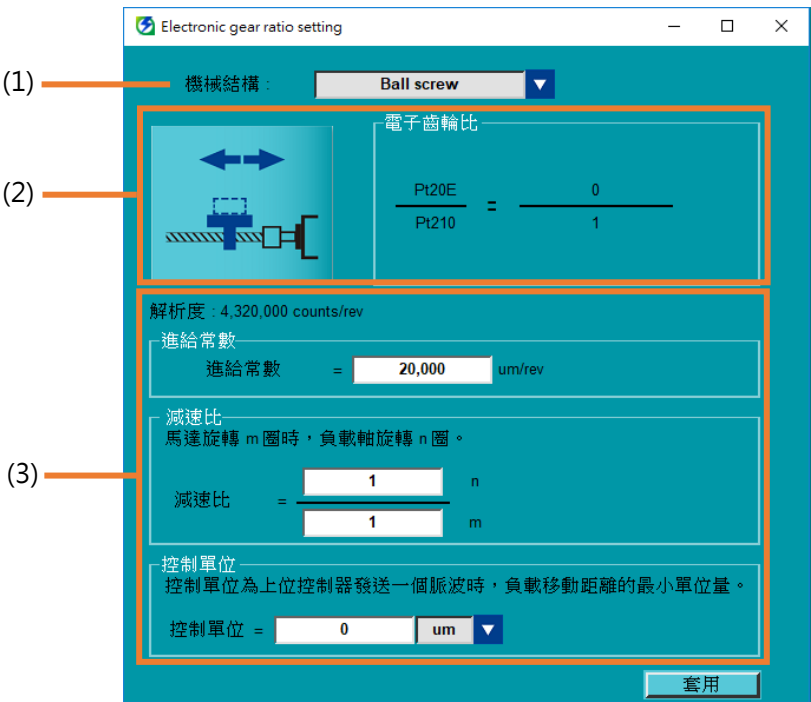 Electronic gear ratio setting
(1)
機械結構 :
Ball screw
(2)
電子齒輪比
Pt20E
Pt210
=
0
1
(3)
解析度 : 4,320,000 counts/rev
進給常數
進給常數 = 20,000 um/rev
減速比
馬達旋轉 m 圈時，負載軸旋轉 n 圈。
減速比 =
1 n
1 m
控制單位
控制單位為上位控制器發送一個脈波時，負載移動距離的最小單位量。
控制單位 = 0 um
套用